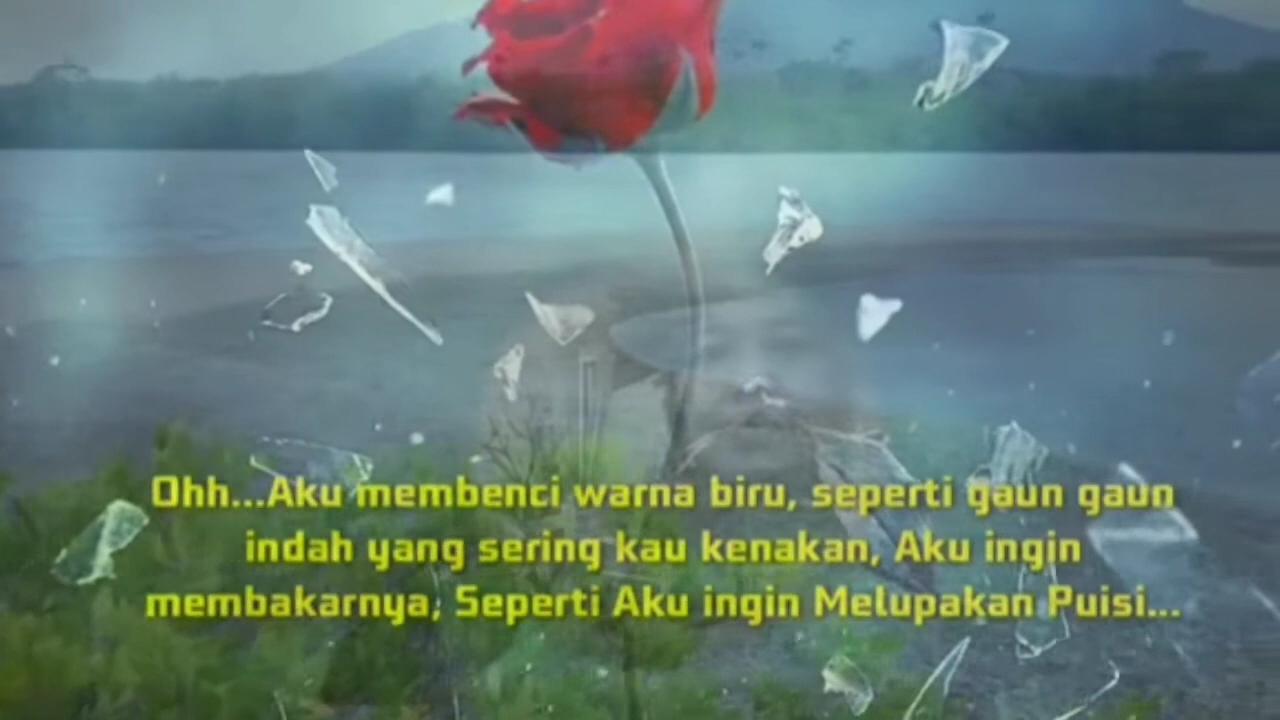 Ohh...Aku membenci warna biru, seperti gaun gaun
indah yang sering kau kenakan, Aku ingin
membakarnya, Seperti Aku ingin Melupakan Puisi...